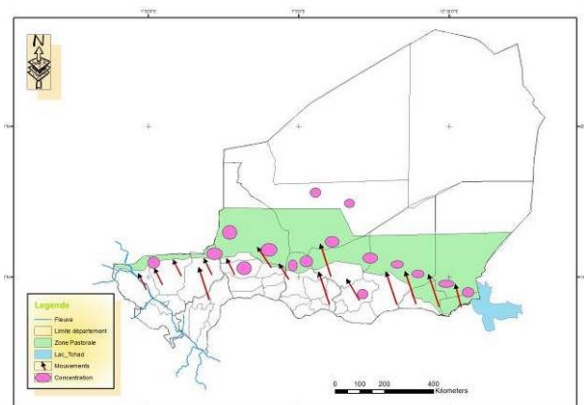 N
Legende
Fleuve
Limite département
Zone Pastorale
Lac_Tchad
Mouvements
Concentration
0 100 200 400
Kilometers